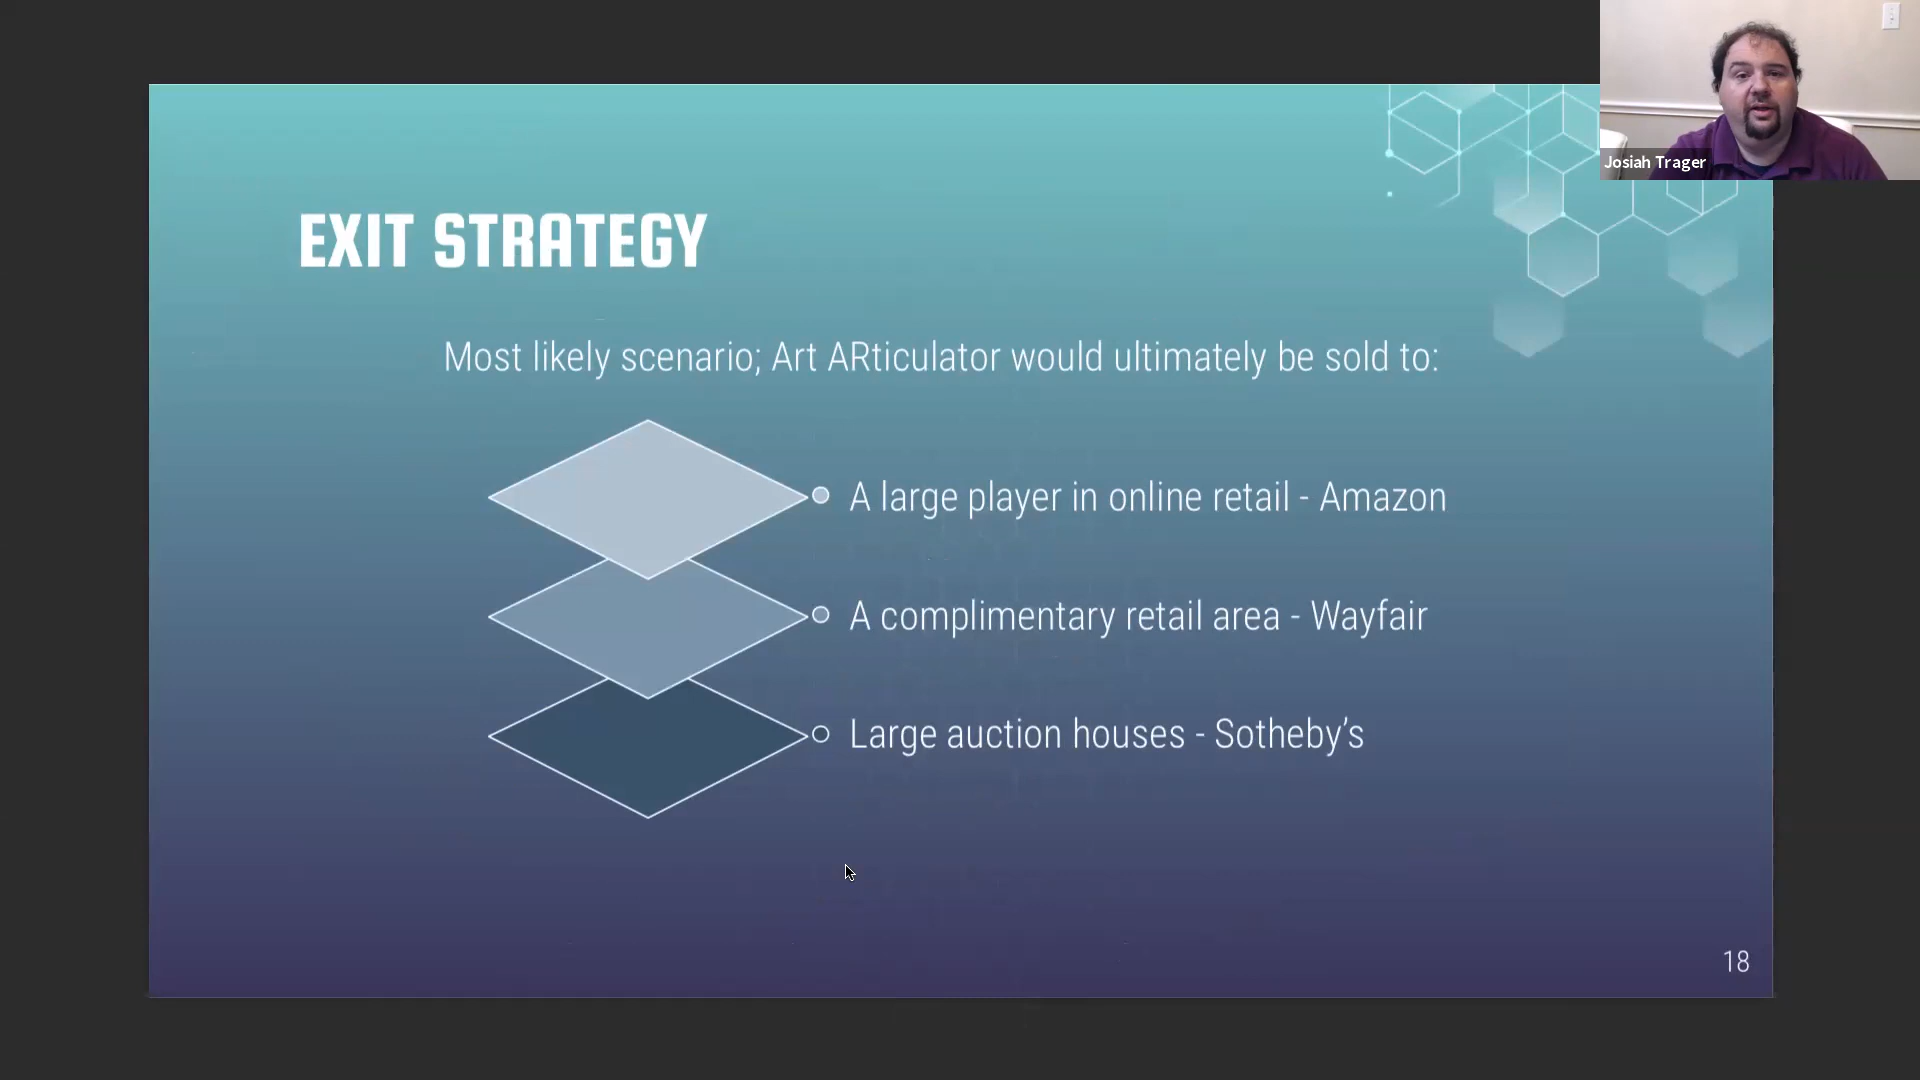 Josiah Trager
EXIT STRATEGY
Most likely scenario; Art ARticulator would ultimately be sold to:
A large player in online retail - Amazon
A complimentary retail area - Wayfair
Large auction houses - Sotheby’s
18